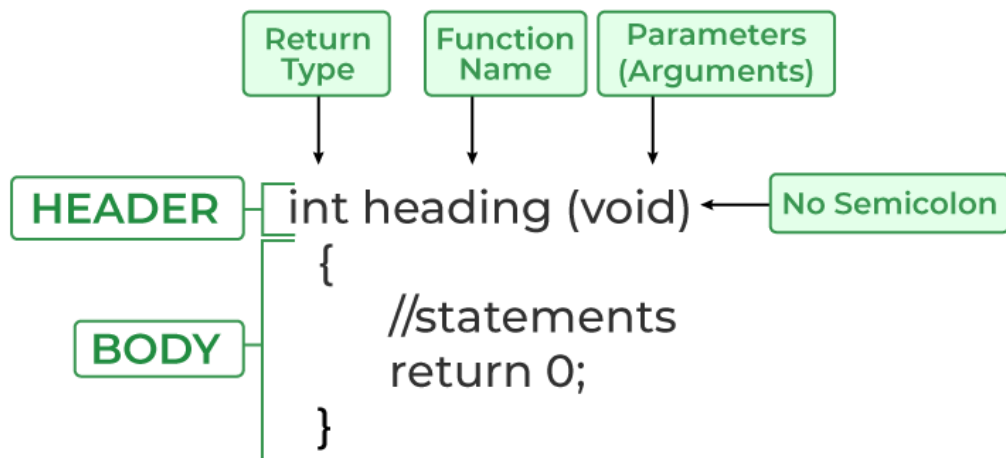 Return
Type
Function
Name
Parameters
(Arguments)
HEADER
int heading (void)
No Semicolon
{
BODY
//statements
return 0;
}